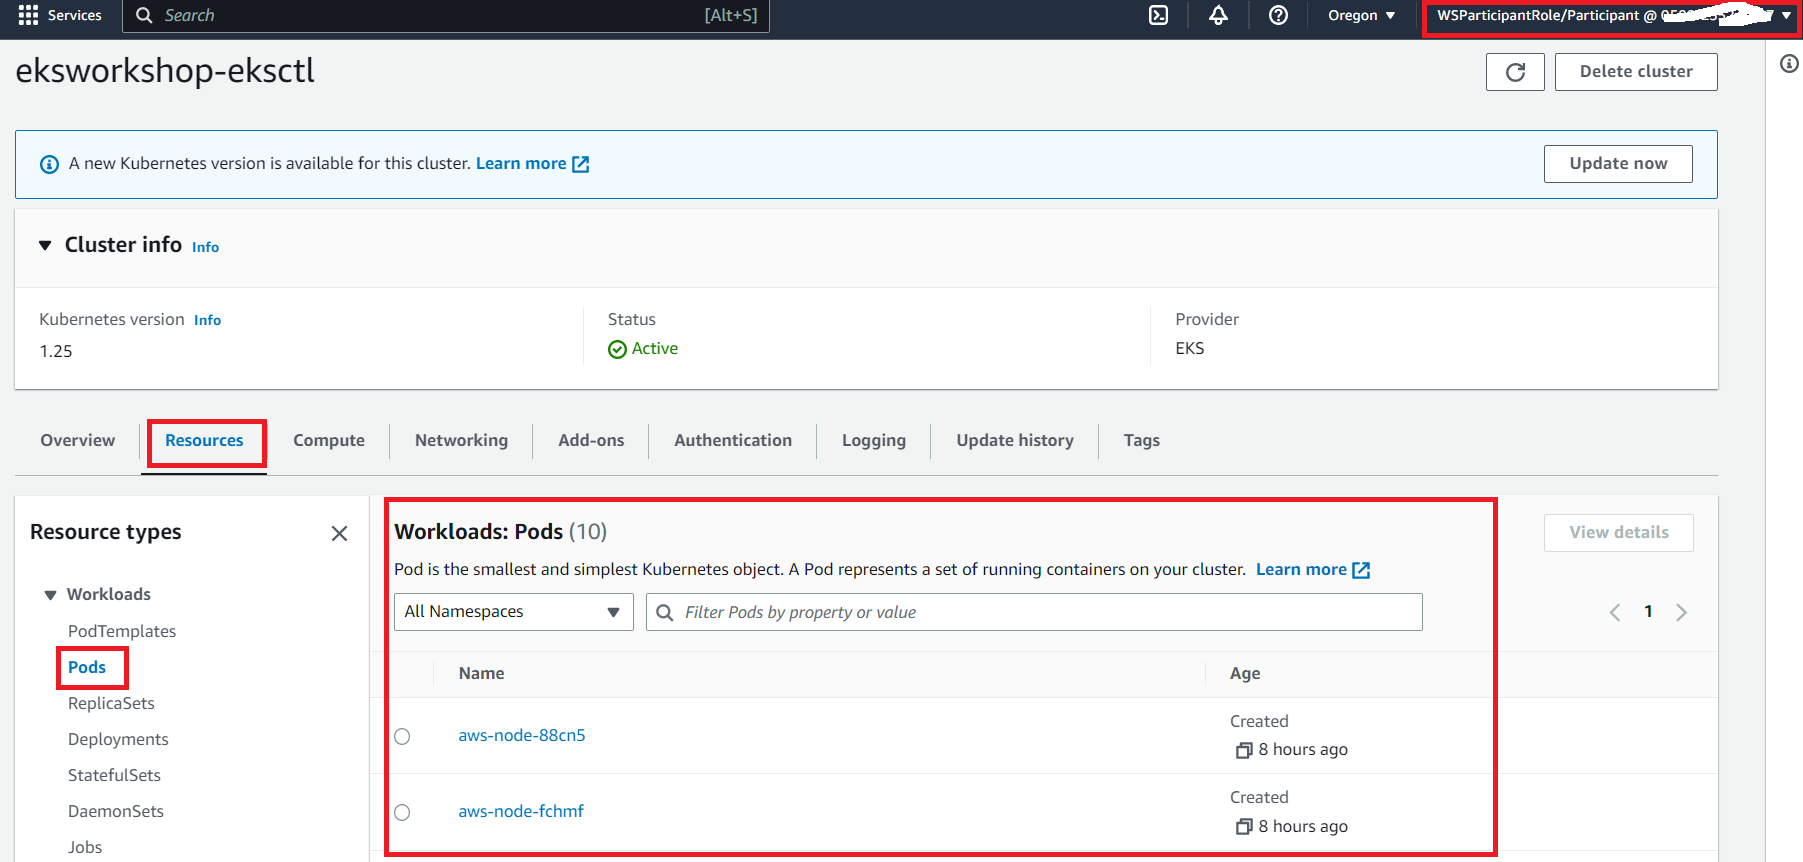 Services
Search [Alt+S]
Oregon
WSParticipantRole/Participant @
eksworkshop-eksctl
Delete cluster
A new Kubernetes version is available for this cluster. Learn more
Update now
Cluster info Info
Kubernetes version Info
1.25
Status
Active
Provider
EKS
Overview Resources Compute Networking Add-ons Authentication Logging Update history Tags
Resource types
Workloads
PodTemplates
Pods
ReplicaSets
Deployments
StatefulSets
DaemonSets
Jobs
Workloads: Pods (10)
View details
Pod is the smallest and simplest Kubernetes object. A Pod represents a set of running containers on your cluster. Learn more
All Namespaces
Filter Pods by property or value
1
Name Age
aws-node-88cn5
Created
8 hours ago
aws-node-fchmf
Created
8 hours ago